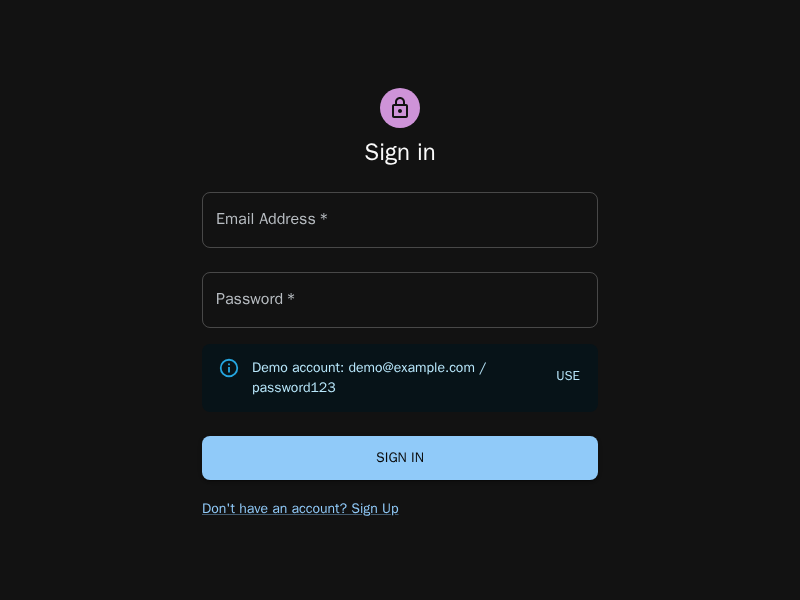 Sign in
Email Address *
Password *
Demo account: demo@example.com /
password123
USE
SIGN IN
Don't have an account? Sign Up